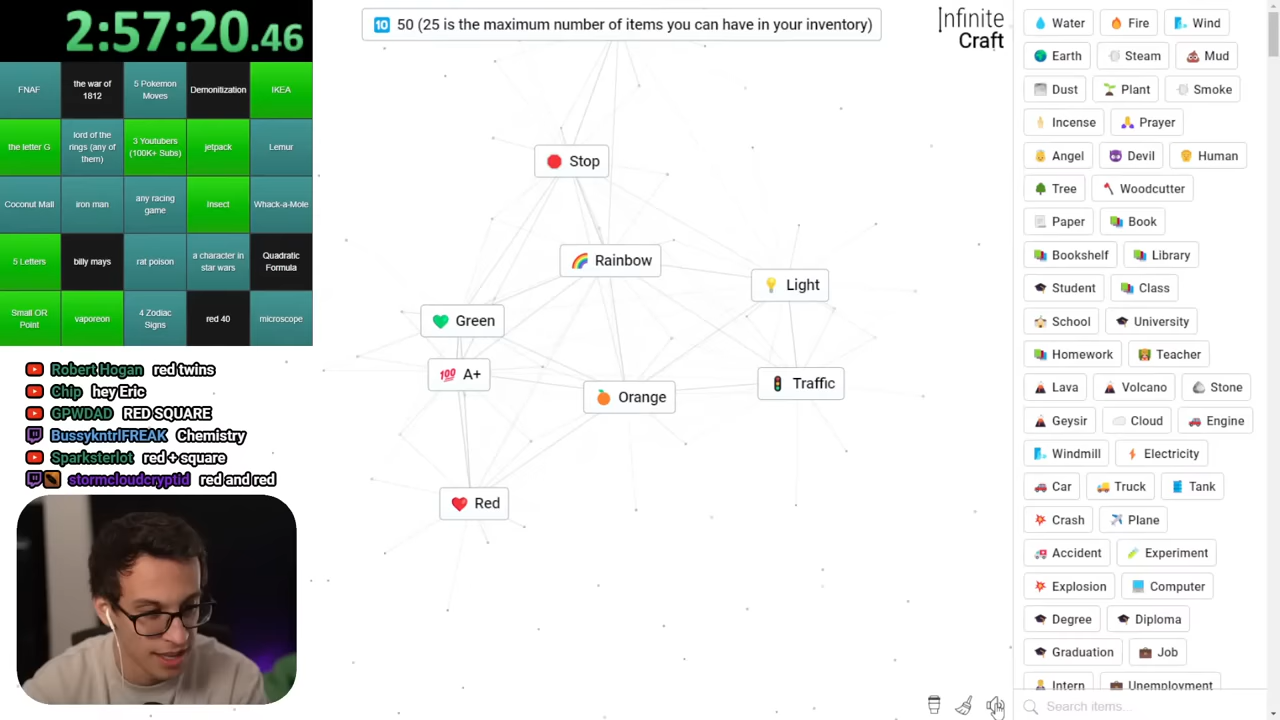 2:57:20.46
FNAF
the war of
1812
5 Pokemon
Moves
Demonitization
IKEA
the letter G
lord of the
rings (any of
them)
3 Youtubers
(100K+ Subs)
jetpack
Lemur
Coconut Mall
iron man
any racing
game
Insect
Whack-a-Mole
5 Letters
billy mays
rat poison
a character in
star wars
Quadratic
Formula
Small OR
Point
vaporeon
4 Zodiac
Signs
red 40
microscope
Robert Hogan red twins
Chip hey Eric
GPWDAD RED SQUARE
BussykntrlFREAK Chemistry
Sparksterlot red + square
stormcloudcryptid red and red
10 50 (25 is the maximum number of items you can have in your inventory)
Infinite
Craft
Stop
Rainbow
Light
Green
100 A+
Orange
Traffic
Red
Water
Fire
Wind
Earth
Steam
Mud
Dust
Plant
Smoke
Incense
Prayer
Angel
Devil
Human
Tree
Woodcutter
Paper
Book
Bookshelf
Library
Student
Class
School
University
Homework
Teacher
Lava
Volcano
Stone
Geysir
Cloud
Engine
Windmill
Electricity
Car
Truck
Tank
Crash
Plane
Accident
Experiment
Explosion
Computer
Degree
Diploma
Graduation
Job
Intern
Unemployment
Search items...